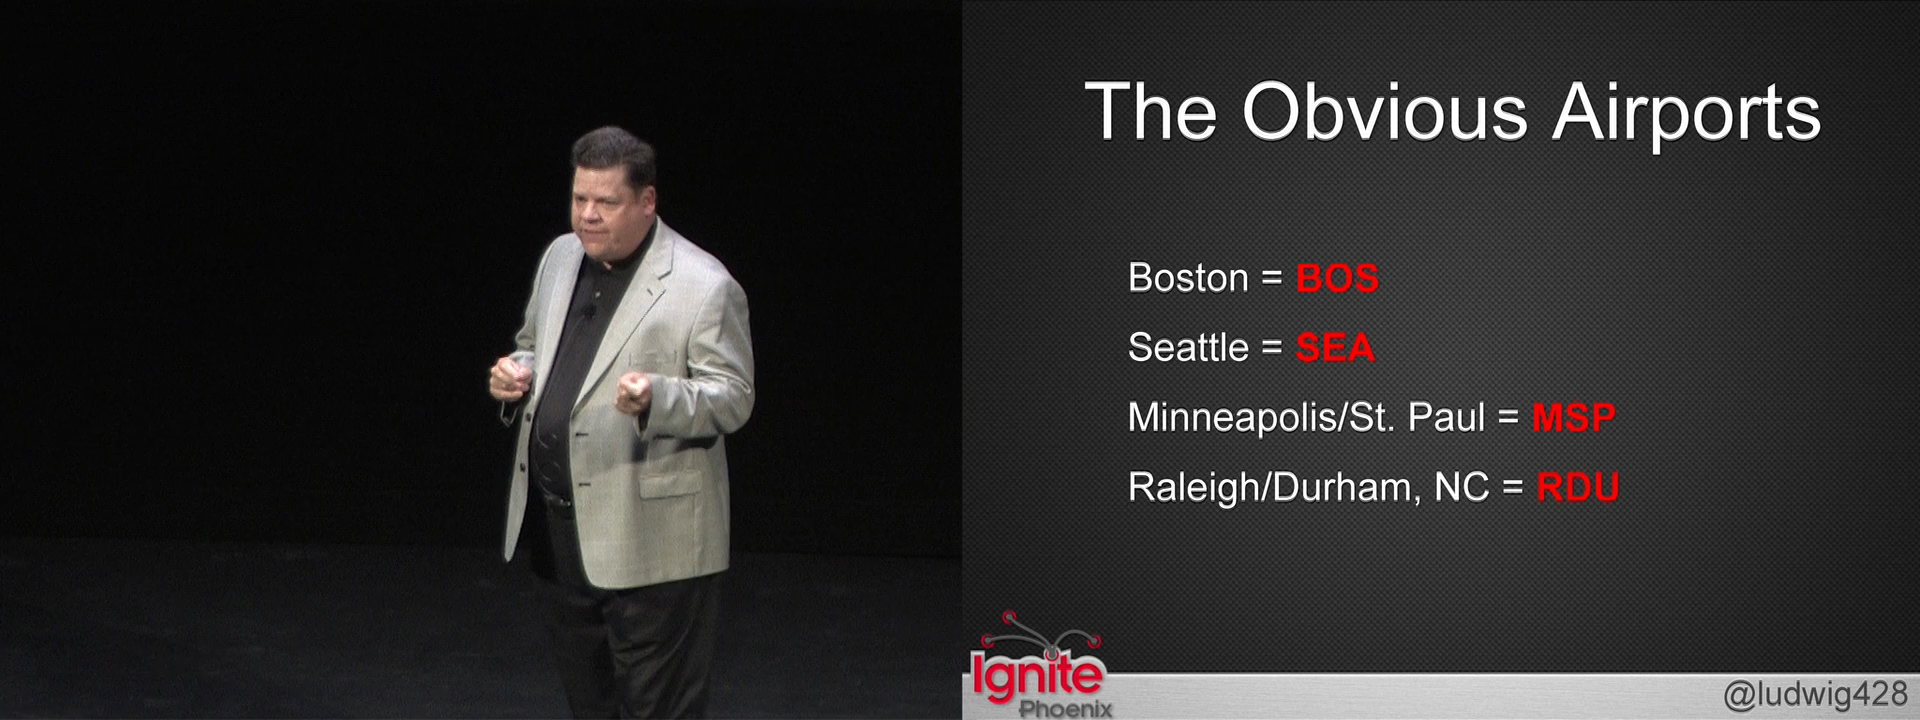 The Obvious Airports
Boston = BOS
Seattle = SEA
Minneapolis/St. Paul = MSP
Raleigh/Durham, NC = RDU
Ignite
Phoenix
@ludwig428